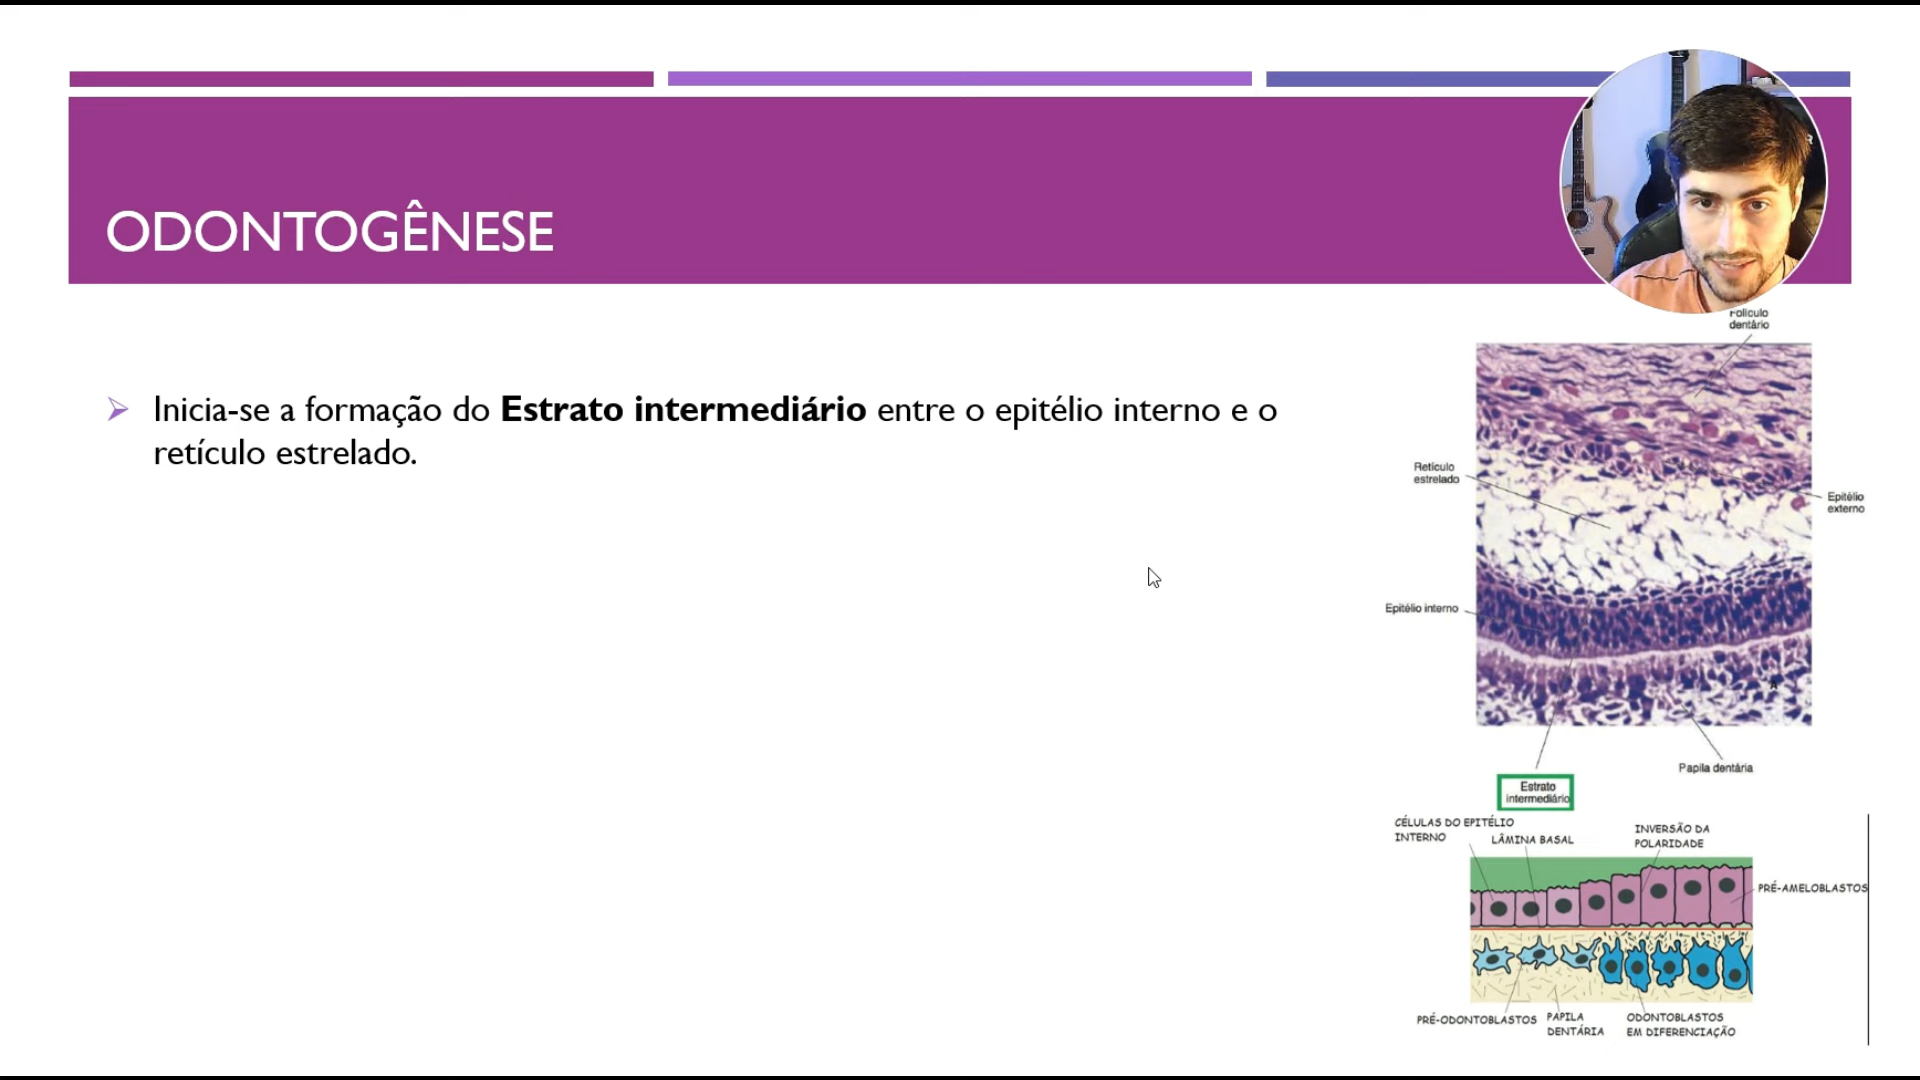 ODONTOGÊNESE
Inicia-se a formação do Estrato intermediário entre o epitélio interno e o
retículo estrelado.
Folículo
dentário
Retículo
estrelado
Epitélio
externo
Epitélio interno
A
Papila dentária
Estrato
intermediário
CÉLULAS DO EPITÉLIO
INTERNO
LÂMINA BASAL
INVERSÃO DA
POLARIDADE
PRÉ-AMELOBLASTOS
PRÉ-ODONTOBLASTOS
PAPILA
DENTÁRIA
ODONTOBLASTOS
EM DIFERENCIAÇÃO